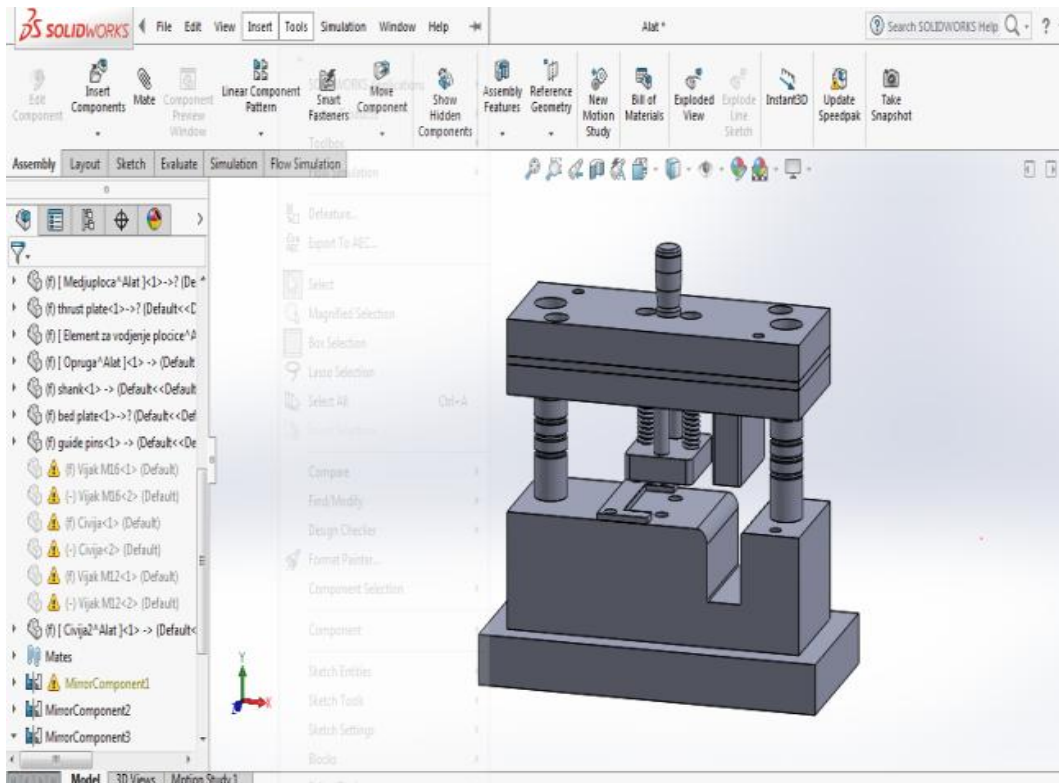 SOLIDWORKS File Edit View Insert Tools Simulation Window Help Alat * Search SOLIDWORKS Help ?
Edit Component
Insert Components
Mate
Component Preview Window
Linear Component Pattern
Smart Fasteners
Move Component
Show Hidden Components
Assembly Features
Reference Geometry
New Motion Study
Bill of Materials
Exploded View
Explode Line Sketch
Instant3D
Update Speedpak
Take Snapshot
Assembly Layout Sketch Evaluate Simulation Flow Simulation
Toolbox
Defeature...
Export To AEC...
Select
Magnified Selection
Box Selection
Lasso Selection
Select All Ctrl+A
Compare
Find/Modify
Design Checker
Format Painter...
Component Selection
Component
Sketch Entities
Sketch Tools
Sketch Settings
Blocks
(f) [ Medjuploca^Alat ]<1>->? (De
(f) thrust plate<1>->? (Default<<D
(f) [ Element za vodjenje plocice^A
(f) [ Opruga^Alat ]<1> -> (Default
(f) shank<1> -> (Default<<Default
(f) bed plate<1>->? (Default<<Def
(f) guide pins<1> -> (Default<<De
(f) Vijak M16<1> (Default)
(-) Vijak M16<2> (Default)
(f) Civija<1> (Default)
(-) Civija<2> (Default)
(f) Vijak M12<1> (Default)
(-) Vijak M12<2> (Default)
(f) [ Civija2^Alat ]<1> -> (Default<
Mates
MirrorComponent1
MirrorComponent2
MirrorComponent3
Y
X
Model 3D Views Motion Study 1